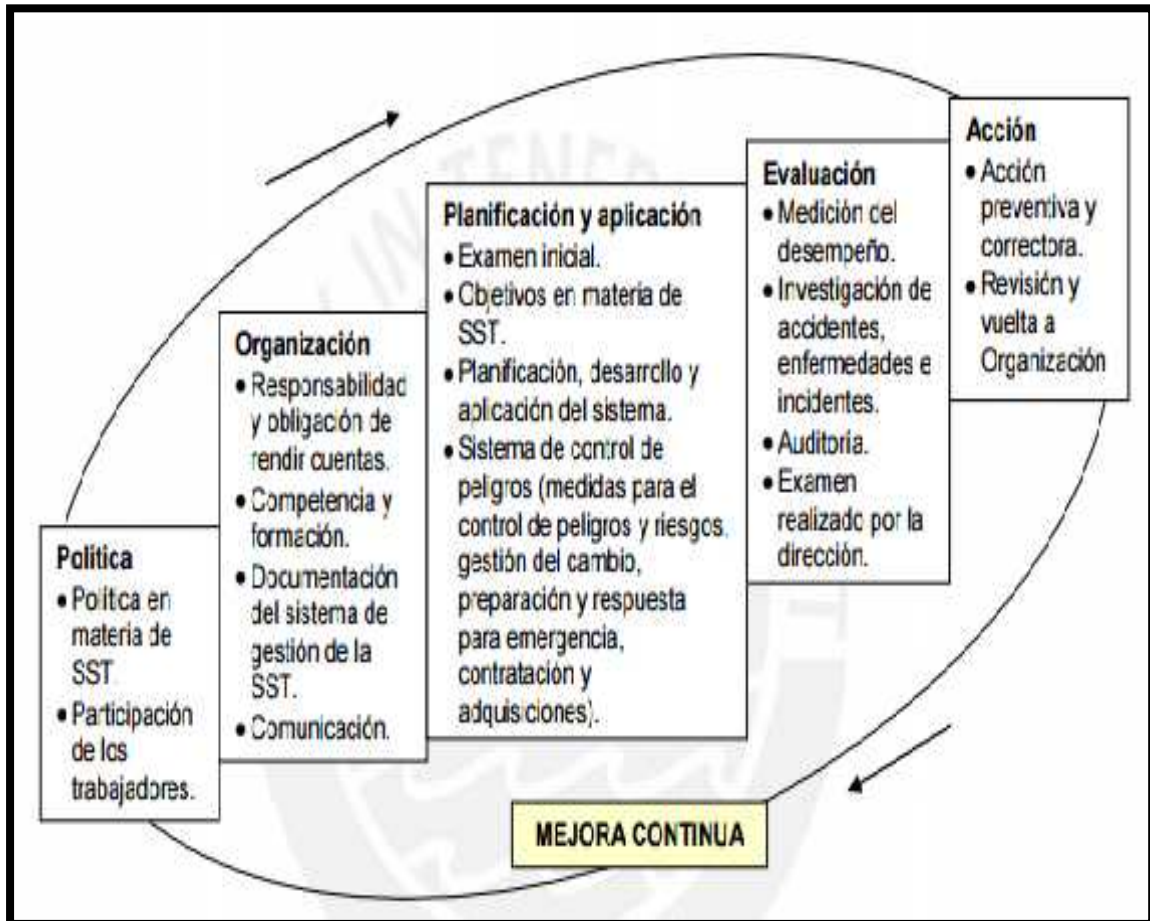 Política
• Política en
materia de
SST.
• Participación
de los
trabajadores.
Organización
• Responsabilidad
y obligación de
rendir cuentas.
• Competencia y
formación.
• Documentación
del sistema de
gestión de la
SST.
• Comunicación.
Planificación y aplicación
• Examen inicial.
• Objetivos en materia de
SST.
• Planificación, desarrollo y
aplicación del sistema.
• Sistema de control de
peligros (medidas para el
control de peligros y riesgos,
gestión del cambio,
preparación y respuesta
para emergencia,
contratación y
adquisiciones).
Evaluación
• Medición del
desempeño.
• Investigación de
accidentes,
enfermedades e
incidentes.
• Auditoria.
• Examen
realizado por la
dirección.
Acción
• Acción
preventiva y
correctora.
• Revisión y
vuelta a
Organización
MEJORA CONTINUA